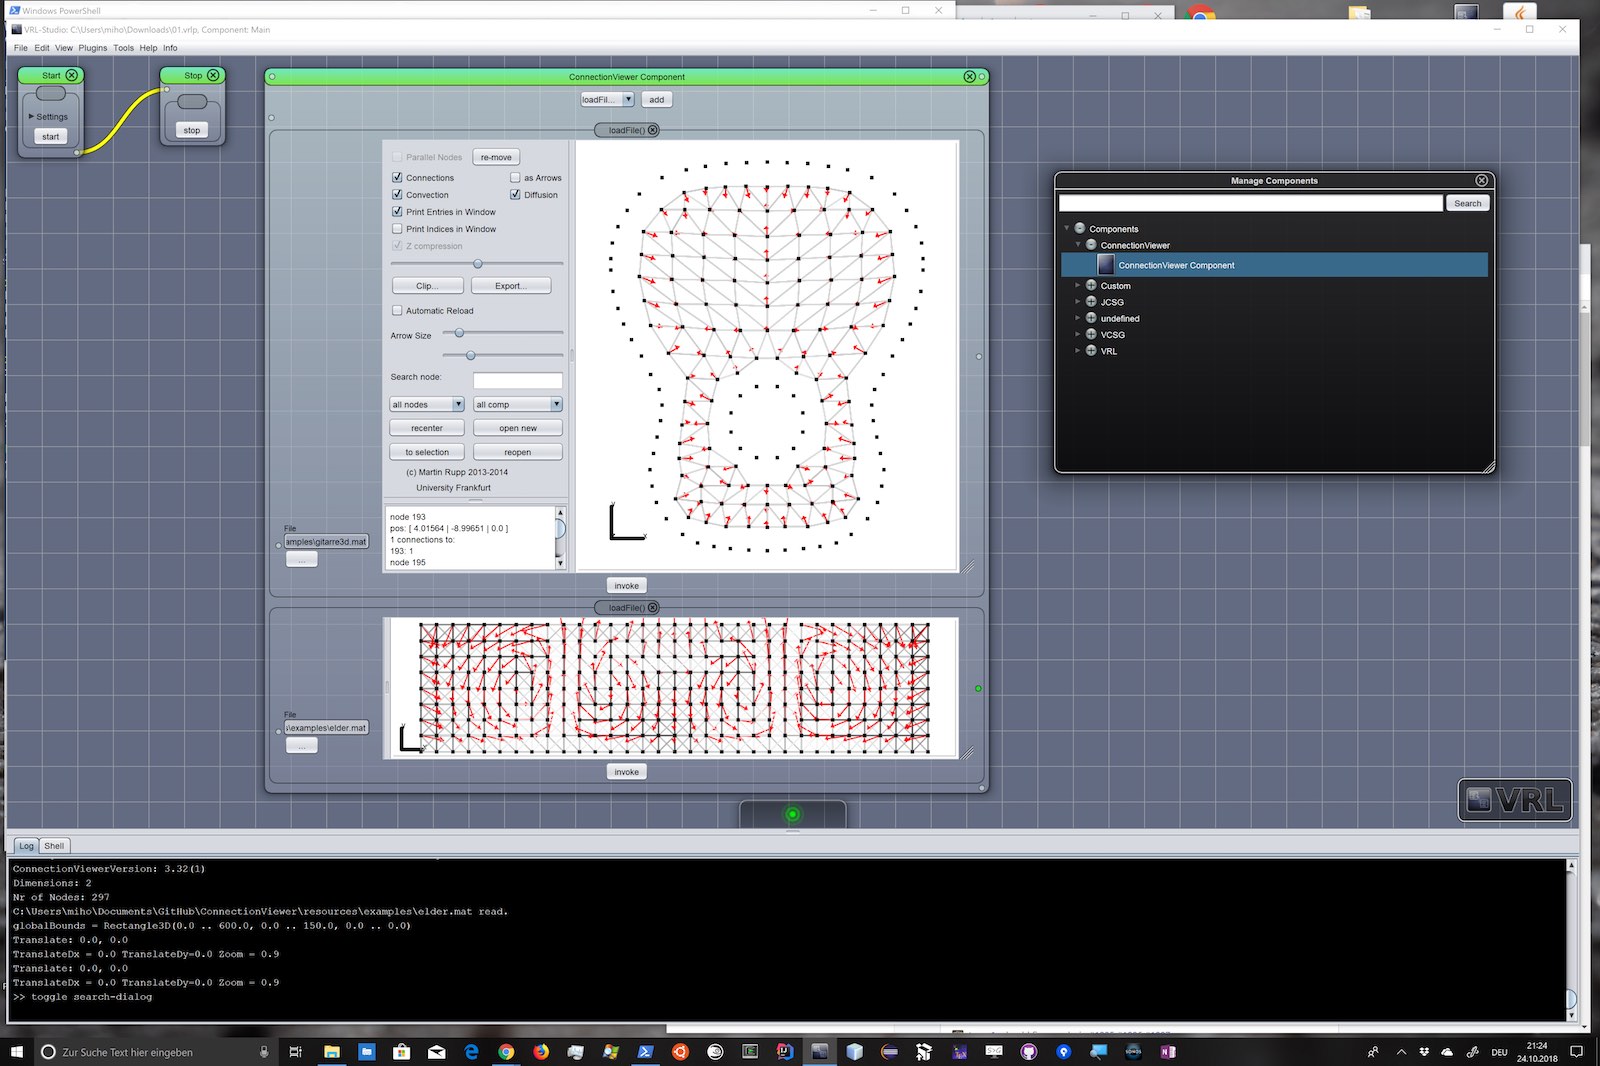 Windows PowerShell
VRL-Studio: C:\Users\miho\Downloads\01.vrlp, Component: Main
File Edit View Plugins Tools Help Info
Start
Settings
start
Stop
stop
ConnectionViewer Component
loadFil...
add
loadFile()
Parallel Nodes
re-move
Connections
as Arrows
Convection
Diffusion
Print Entries in Window
Print Indices in Window
Z compression
Clip...
Export...
Automatic Reload
Arrow Size
Search node:
all nodes
all comp
recenter
open new
to selection
reopen
(c) Martin Rupp 2013-2014
University Frankfurt
node 193
pos: [ 4.01564 | -8.99651 | 0.0 ]
1 connections to:
193: 1
node 195
File
amples\gitarre3d.mat
...
y
x
invoke
loadFile()
File
\examples\elder.mat
...
y
invoke
Manage Components
Search
Components
ConnectionViewer
ConnectionViewer Component
Custom
JCSG
undefined
VCSG
VRL
VRL
Log
Shell
ConnectionViewerVersion: 3.32(1)
Dimensions: 2
Nr of Nodes: 297
C:\Users\miho\Documents\GitHub\ConnectionViewer\resources\examples\elder.mat read.
globalBounds = Rectangle3D(0.0 .. 600.0, 0.0 .. 150.0, 0.0 .. 0.0)
Translate: 0.0, 0.0
TranslateDx = 0.0 TranslateDy=0.0 Zoom = 0.9
Translate: 0.0, 0.0
TranslateDx = 0.0 TranslateDy=0.0 Zoom = 0.9
>> toggle search-dialog
Zur Suche Text hier eingeben
DEU
21:24
24.10.2018